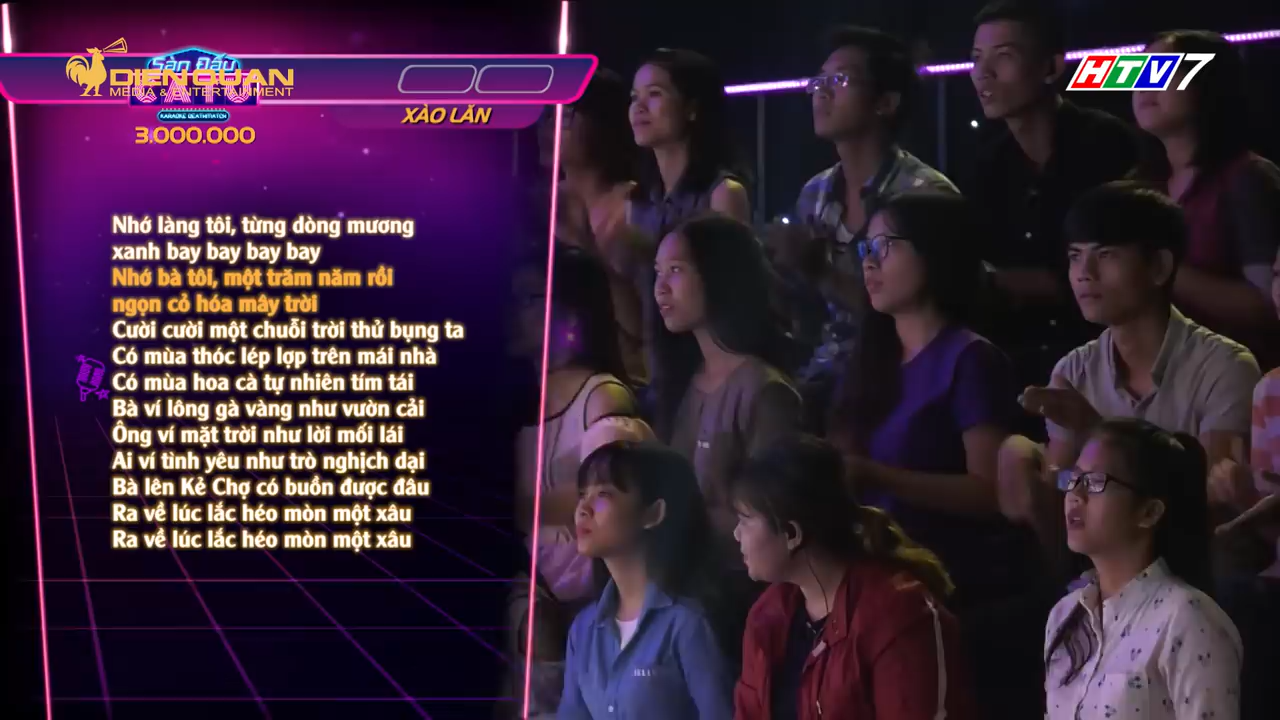 Sàn Đấu
CA TỪ
DIEN QUAN
MEDIA & ENTERTAINMENT
KARAOKE DEATHMATCH
3.000.000
XÀO LĂN
HTV7
Nhớ làng tôi, từng dòng mương
xanh bay bay bay bay
Nhớ bà tôi, một trăm năm rồi
ngọn cỏ hóa mây trời
Cười cười một chuỗi trời thử bụng ta
Có mùa thóc lép lợp trên mái nhà
Có mùa hoa cà tự nhiên tím tái
Bà ví lông gà vàng như vườn cải
Ông ví mặt trời như lời mối lái
Ai ví tình yêu như trò nghịch dại
Bà lên Kẻ Chợ có buồn được đâu
Ra về lúc lắc héo mòn một xâu
Ra về lúc lắc héo mòn một xâu